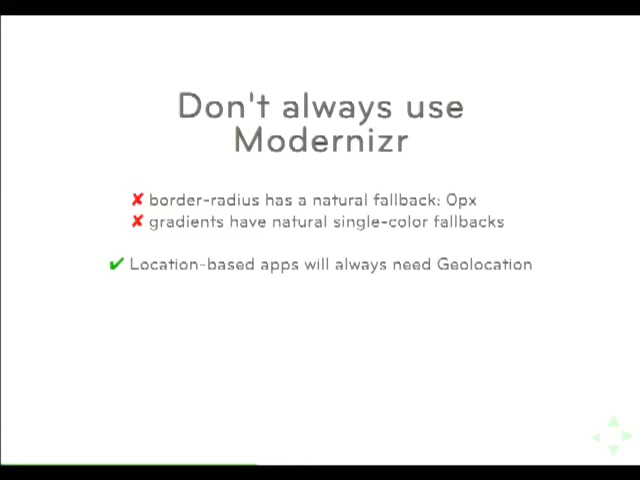 Don't always use
Modernizr
✘ border-radius has a natural fallback: 0px
✘ gradients have natural single-color fallbacks
✔ Location-based apps will always need Geolocation